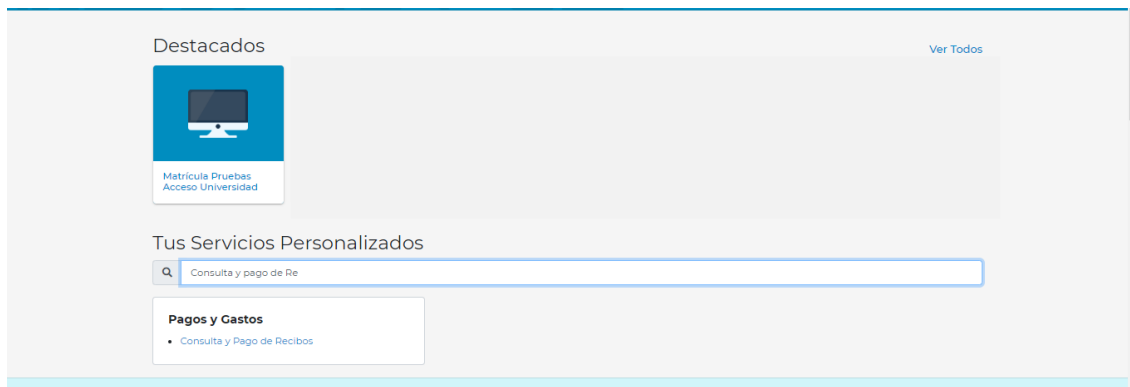 Destacados
Ver Todos
Matrícula Pruebas
Acceso Universidad
Tus Servicios Personalizados
Consulta y pago de Re
Pagos y Gastos
Consulta y Pago de Recibos